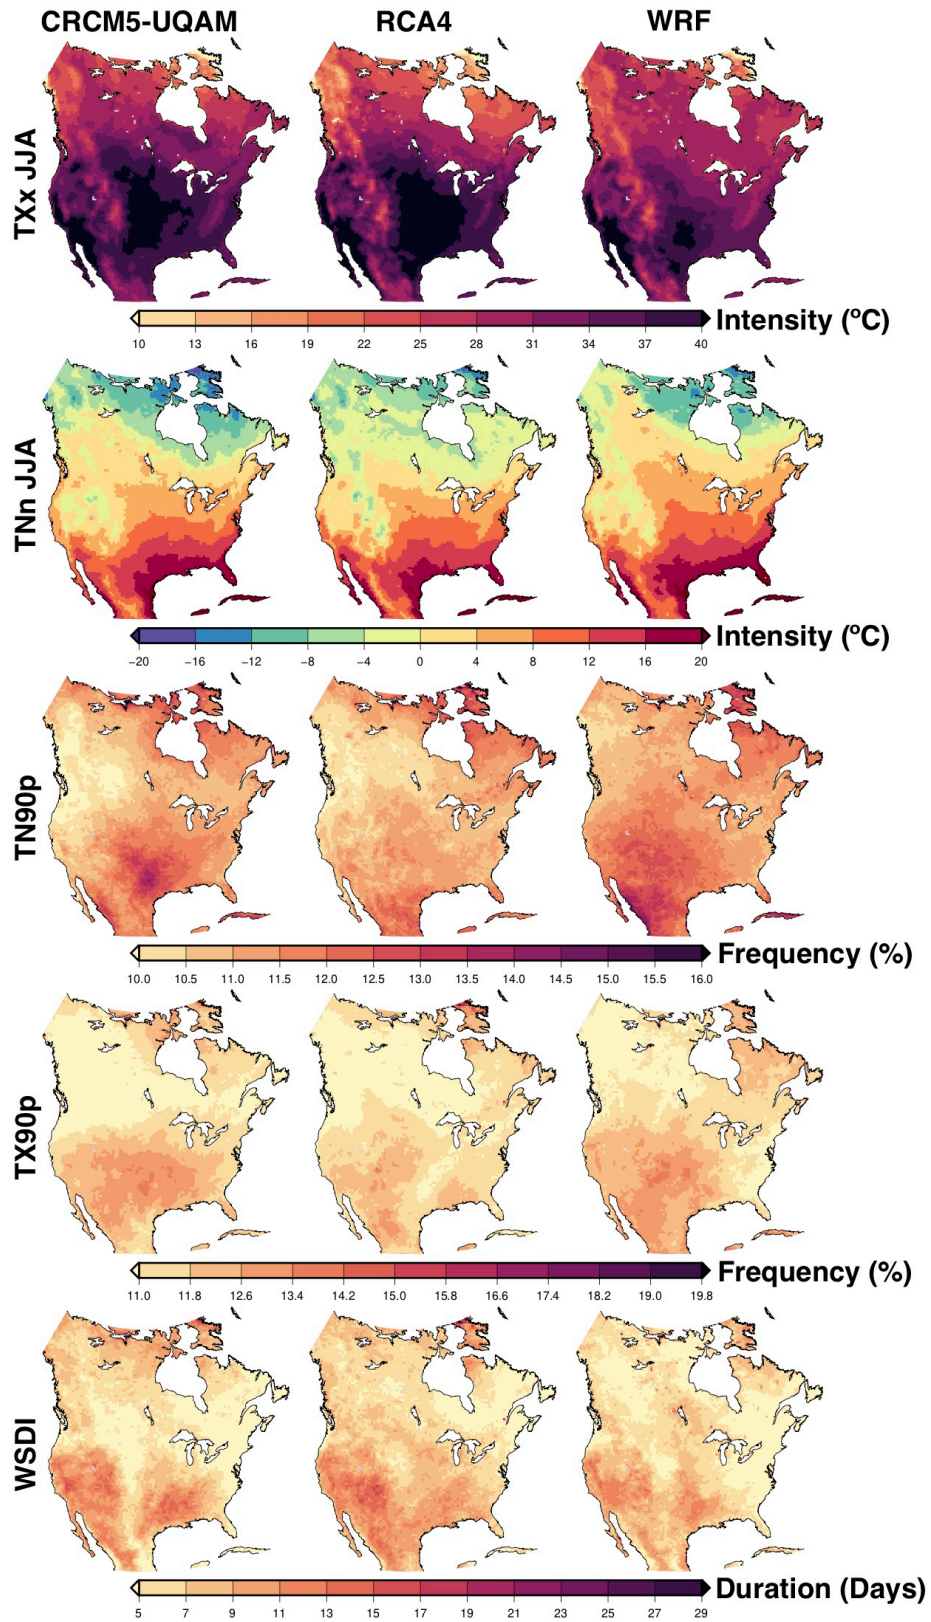 CRCM5-UQAM RCA4 WRF
TXx JJA
Intensity (ºC)
10 13 16 19 22 25 28 31 34 37 40
TNn JJA
Intensity (ºC)
−20 −16 −12 −8 −4 0 4 8 12 16 20
TN90p
Frequency (%)
10.0 10.5 11.0 11.5 12.0 12.5 13.0 13.5 14.0 14.5 15.0 15.5 16.0
TX90p
Frequency (%)
11.0 11.8 12.6 13.4 14.2 15.0 15.8 16.6 17.4 18.2 19.0 19.8
WSDI
Duration (Days)
5 7 9 11 13 15 17 19 21 23 25 27 29